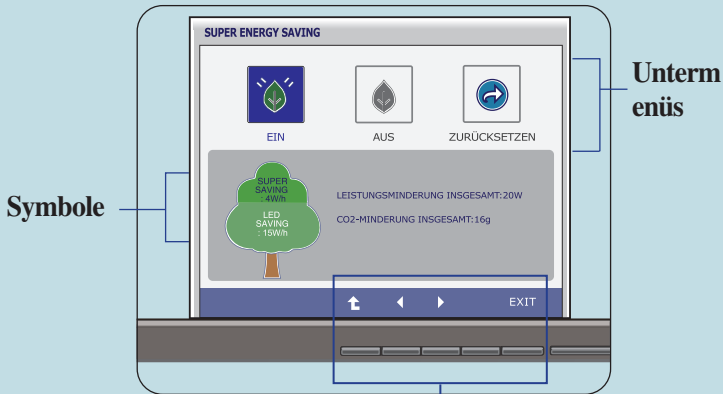 SUPER ENERGY SAVING
EIN
AUS
ZURÜCKSETZEN
Unterm
enüs
Symbole
SUPER
SAVING
: 4W/h
LED
SAVING
: 15W/h
LEISTUNGSMINDERUNG INSGESAMT:20W
CO2-MINDERUNG INSGESAMT:16g
EXIT